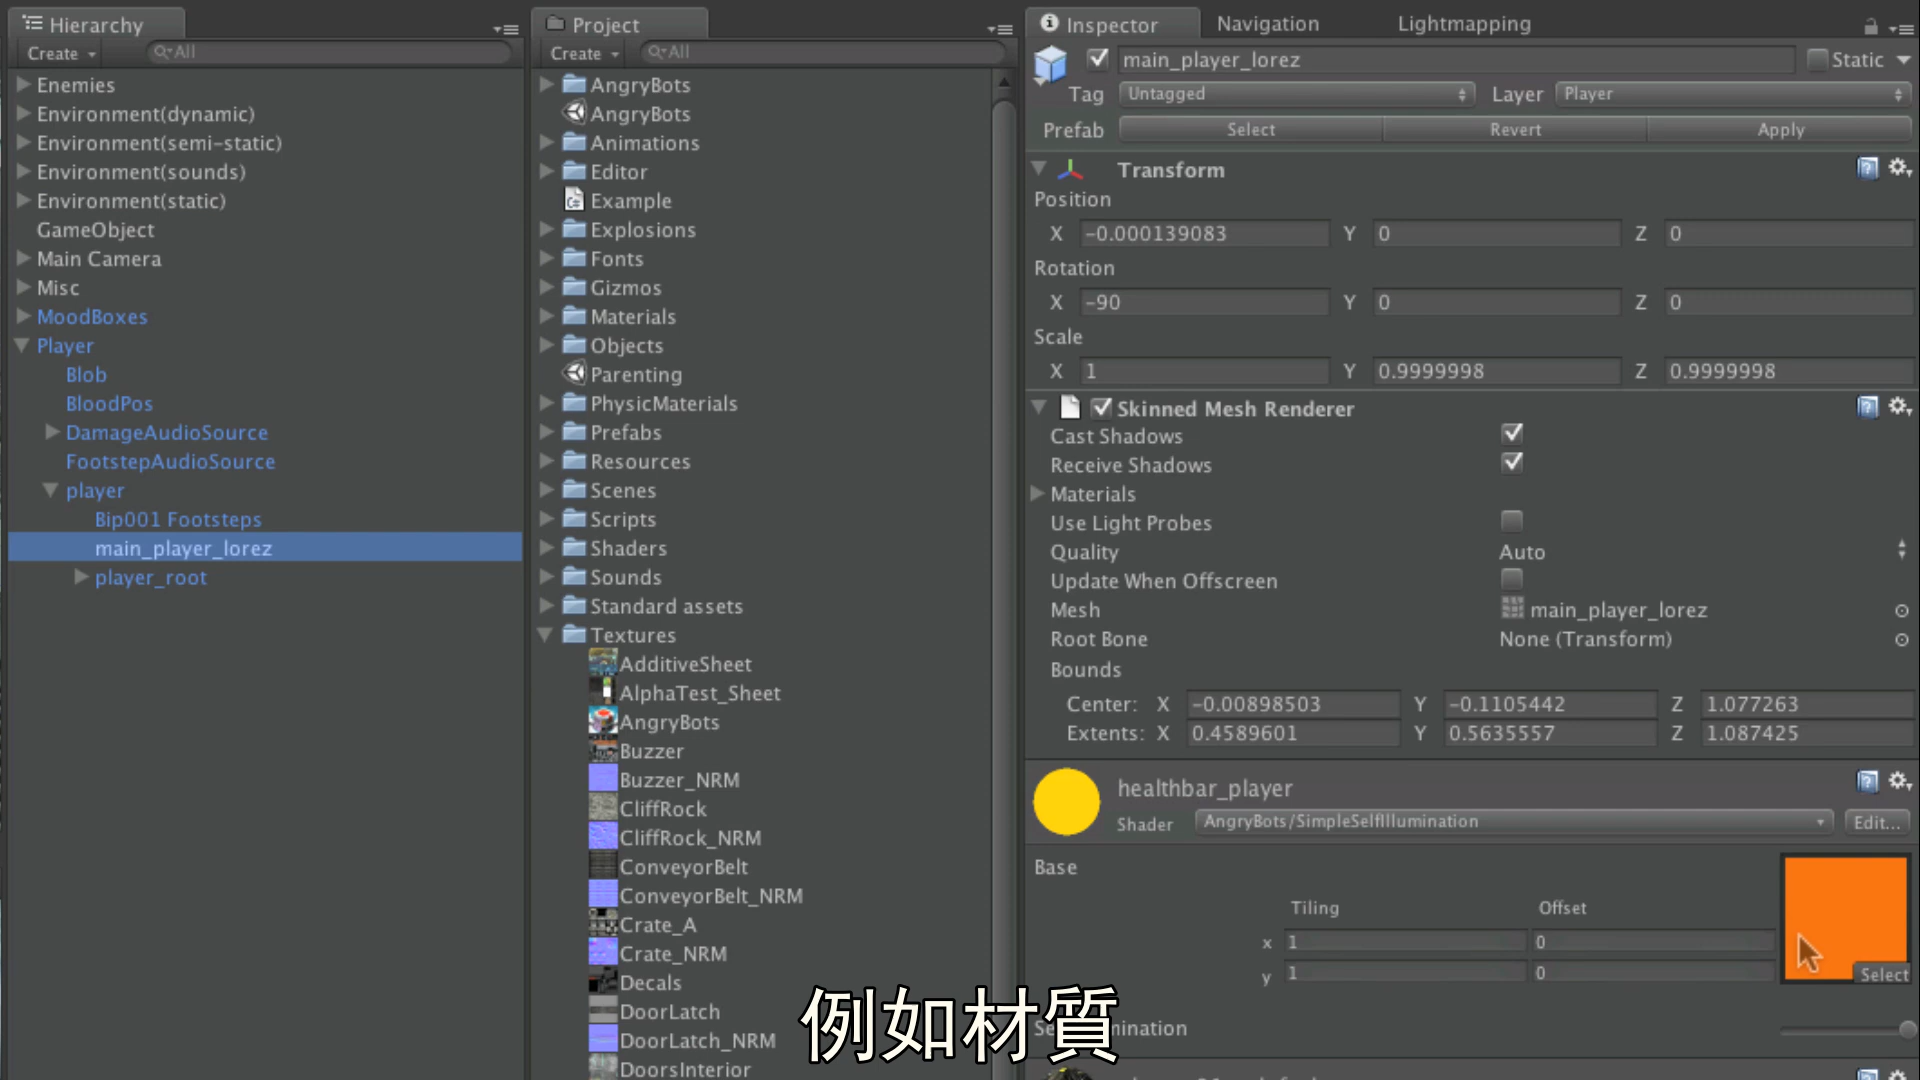 Hierarchy
Create
All
Enemies
Environment(dynamic)
Environment(semi-static)
Environment(sounds)
Environment(static)
GameObject
Main Camera
Misc
MoodBoxes
Player
Blob
BloodPos
DamageAudioSource
FootstepAudioSource
player
Bip001 Footsteps
main_player_lorez
player_root
Project
Create
All
AngryBots
AngryBots
Animations
Editor
Example
Explosions
Fonts
Gizmos
Materials
Objects
Parenting
PhysicMaterials
Prefabs
Resources
Scenes
Scripts
Shaders
Sounds
Standard assets
Textures
AdditiveSheet
AlphaTest_Sheet
AngryBots
Buzzer
Buzzer_NRM
CliffRock
CliffRock_NRM
ConveyorBelt
ConveyorBelt_NRM
Crate_A
Crate_NRM
Decals
DoorLatch
DoorLatch_NRM
DoorsInterior
Inspector Navigation Lightmapping
main_player_lorez Static
Tag Untagged Layer Player
Prefab Select Revert Apply
Transform
Position
X -0.000139083 Y 0 Z 0
Rotation
X -90 Y 0 Z 0
Scale
X 1 Y 0.9999998 Z 0.9999998
Skinned Mesh Renderer
Cast Shadows
Receive Shadows
Materials
Use Light Probes
Quality Auto
Update When Offscreen
Mesh main_player_lorez
Root Bone None (Transform)
Bounds
Center: X -0.00898503 Y -0.1105442 Z 1.077263
Extents: X 0.4589601 Y 0.5635557 Z 1.087425
healthbar_player
Shader AngryBots/SimpleSelfIllumination Edit...
Base
Tiling Offset
x 1 0
y 1 0
Select
例如材質